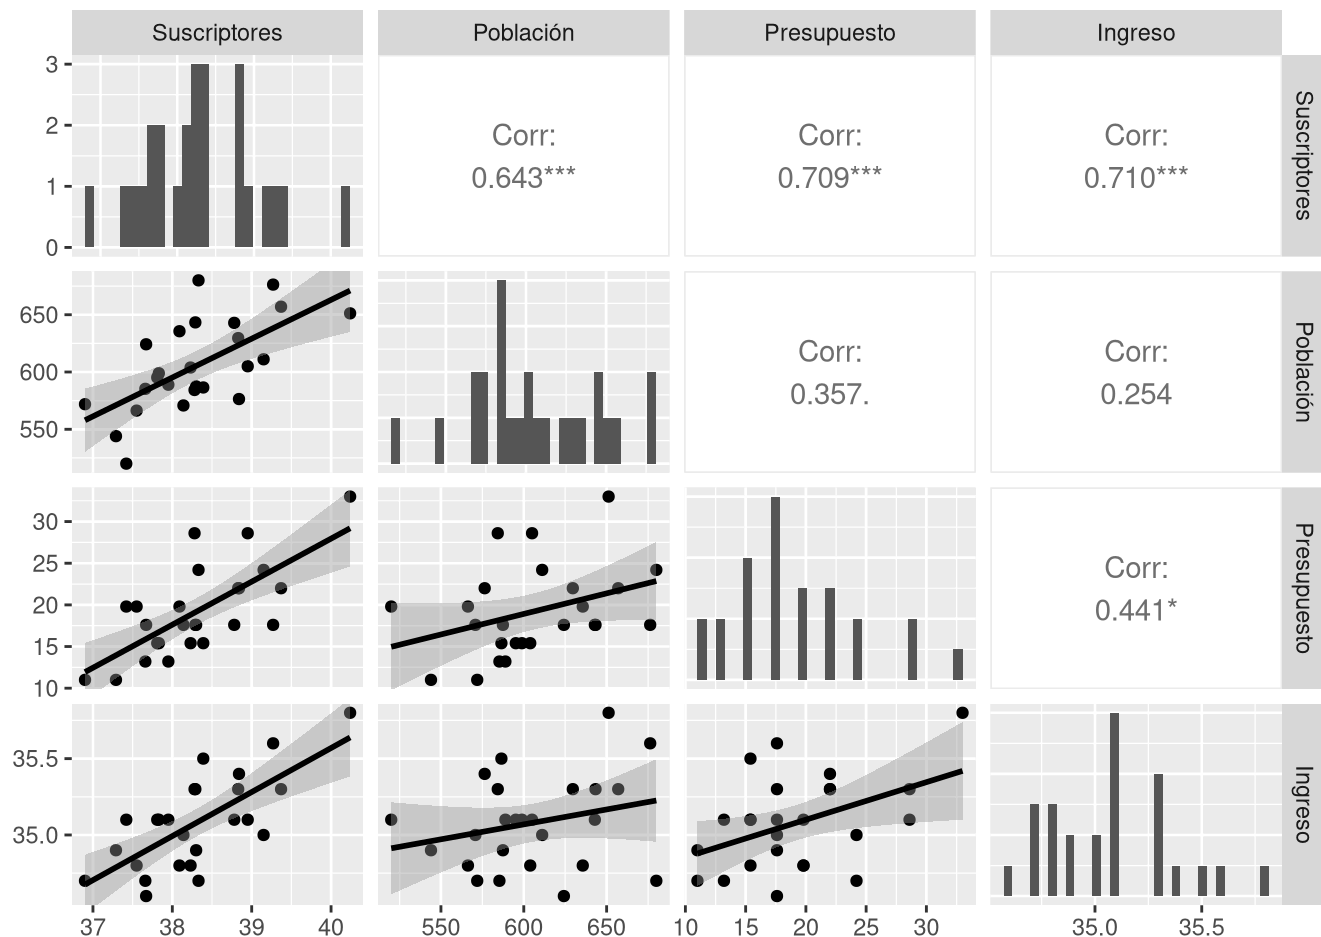 Suscriptores
Población
Presupuesto
Ingreso
3
2
1
0
Corr:
0.643***
Corr:
0.709***
Corr:
0.710***
Suscriptores
650
600
550
Corr:
0.357.
Corr:
0.254
Población
30
25
20
15
10
Corr:
0.441*
Presupuesto
35.5
35.0
Ingreso
37
38
39
40
550
600
650
10
15
20
25
30
35.0
35.5